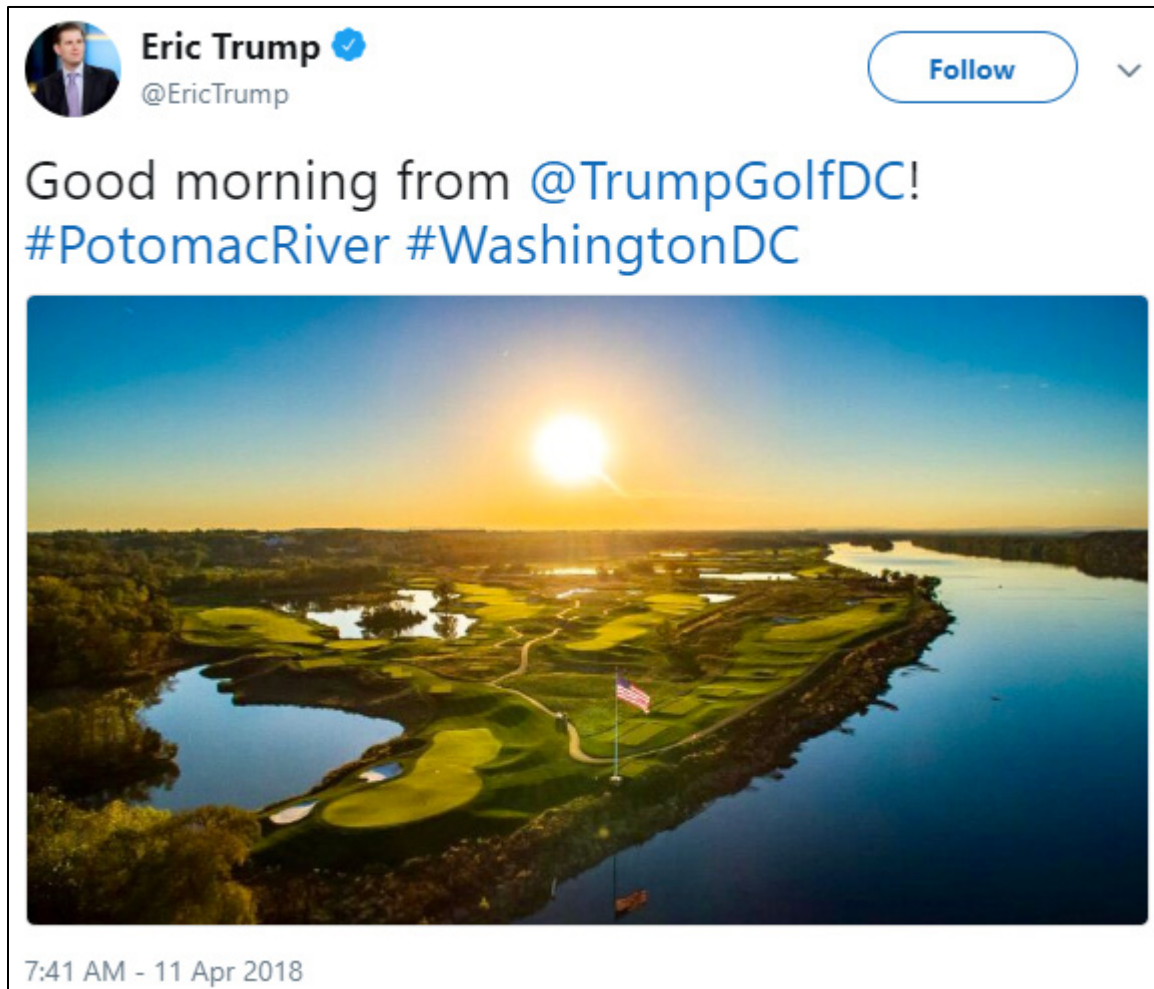 Eric Trump
@EricTrump
Follow
Good morning from @TrumpGolfDC!
#PotomacRiver #WashingtonDC
7:41 AM - 11 Apr 2018